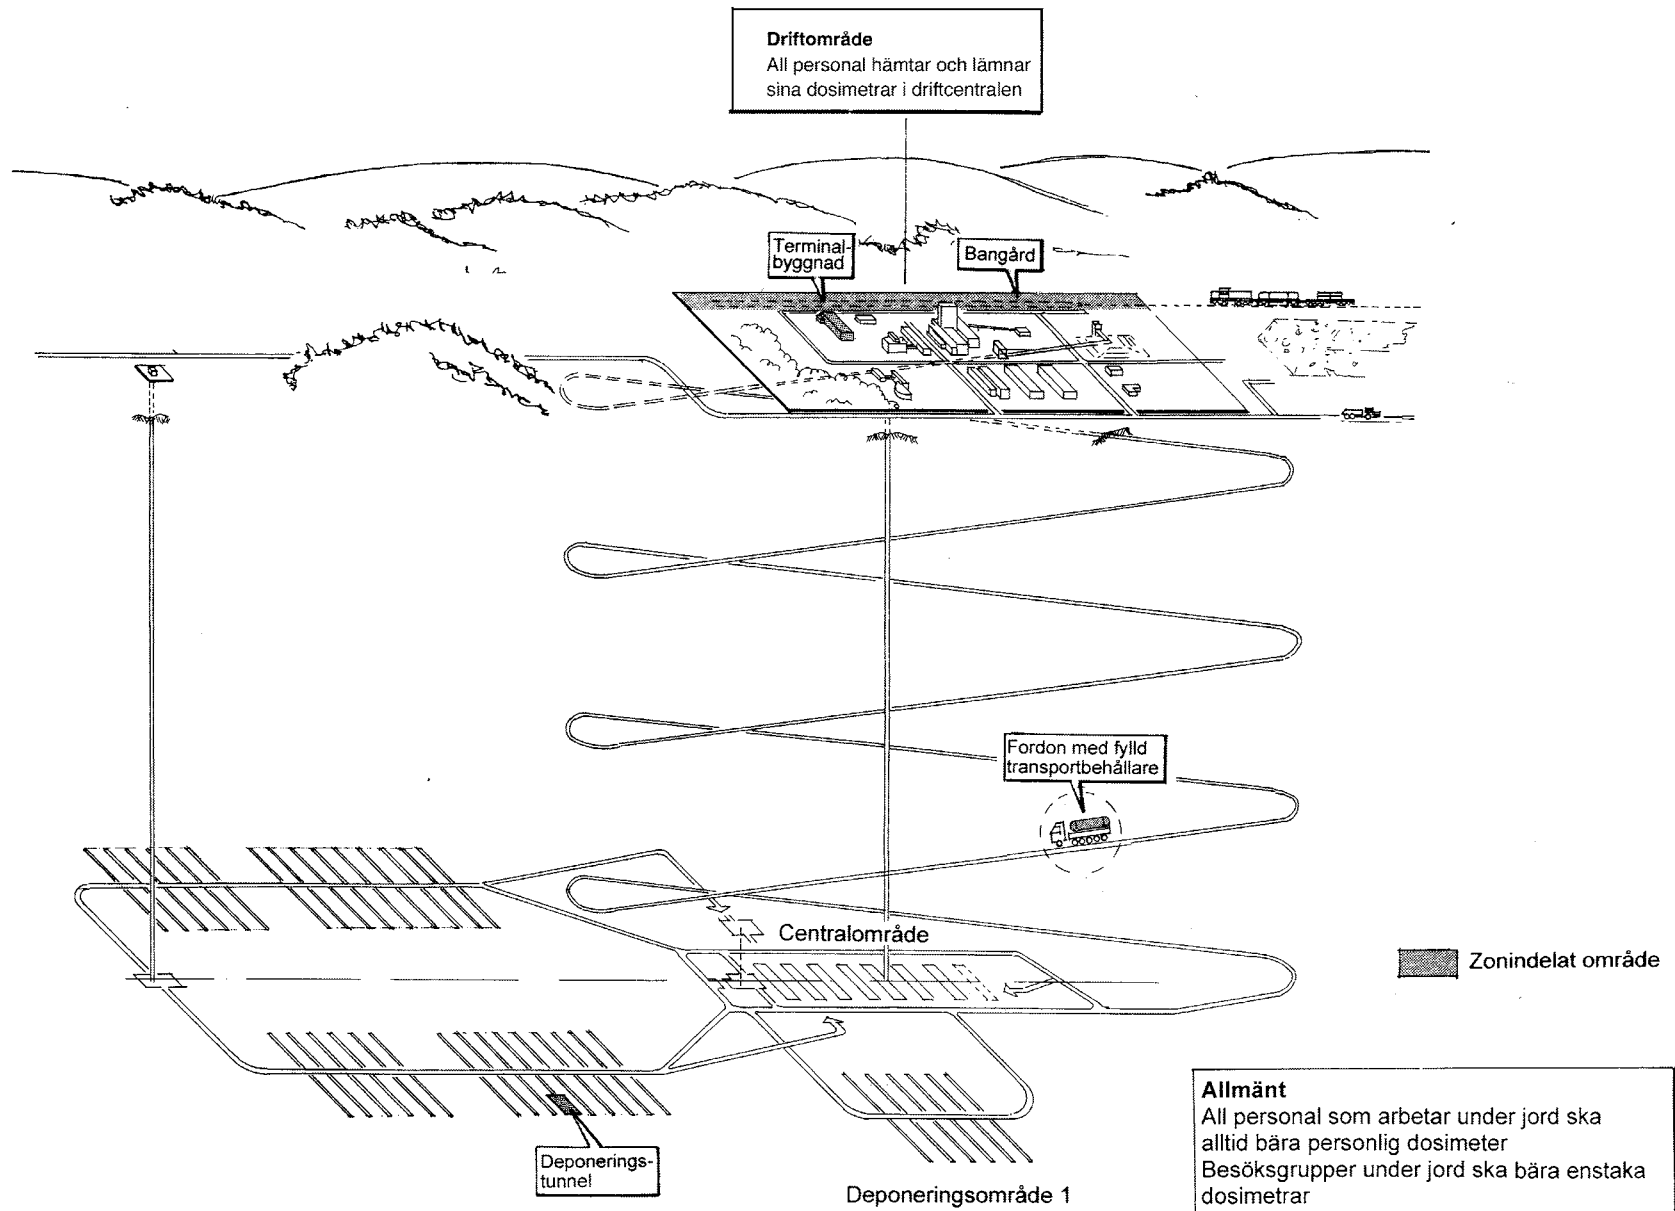 Driftområde
All personal hämtar och lämnar
sina dosimetrar i driftcentralen
Terminal-
byggnad
Bangård
Fordon med fylld
transportbehållare
Centralområde
Zonindelat område
Deponerings-
tunnel
Deponeringsområde 1
Allmänt
All personal som arbetar under jord ska
alltid bära personlig dosimeter
Besöksgrupper under jord ska bära enstaka
dosimetrar